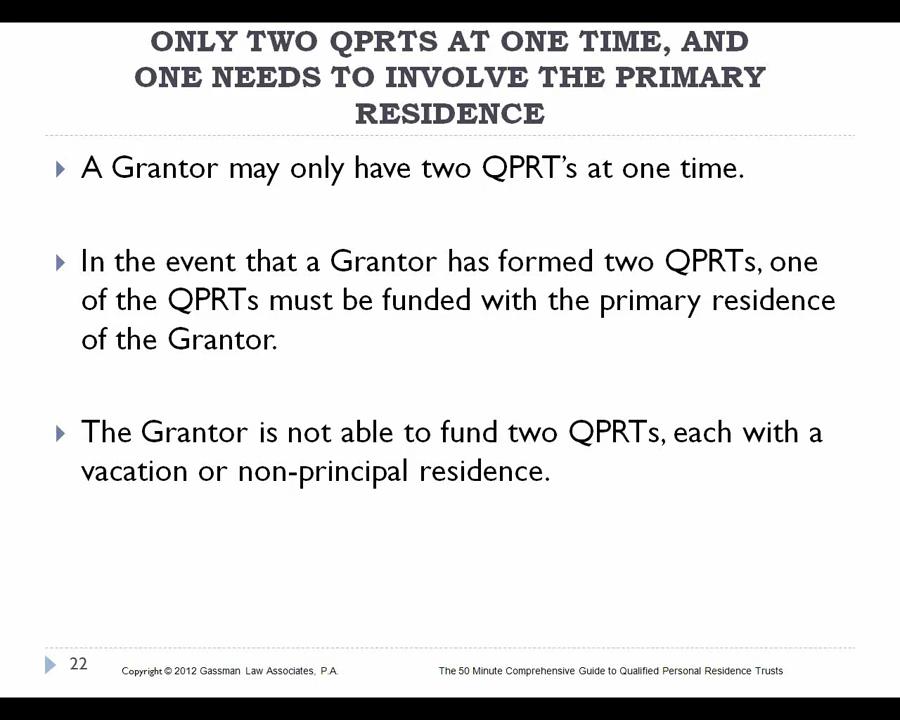 ONLY TWO QPRTS AT ONE TIME, AND
ONE NEEDS TO INVOLVE THE PRIMARY
RESIDENCE
A Grantor may only have two QPRT's at one time.
In the event that a Grantor has formed two QPRTs, one
of the QPRTs must be funded with the primary residence
of the Grantor.
The Grantor is not able to fund two QPRTs, each with a
vacation or non-principal residence.
22
Copyright © 2012 Gassman Law Associates, P.A.
The 50 Minute Comprehensive Guide to Qualified Personal Residence Trusts